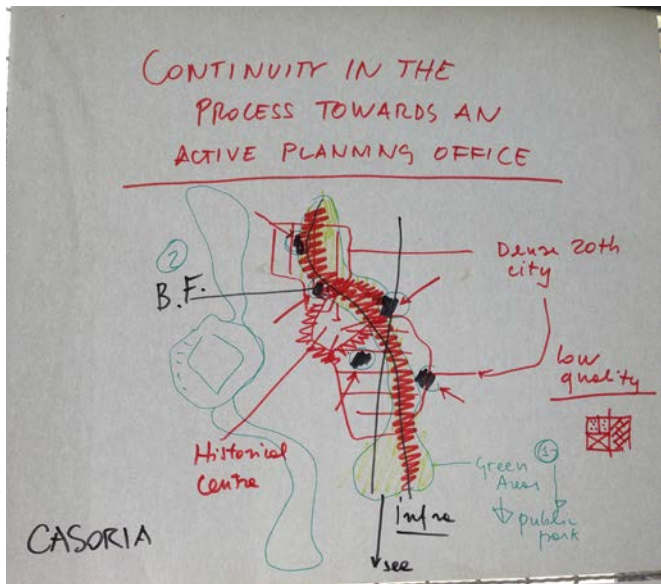 CONTINUITY IN THE
PROCESS TOWARDS AN
ACTIVE PLANNING OFFICE
2
B.F.
Dense 20th
city
low
quality
Historical
Centre
Green
Areas
1
public
park
infra
see
CASORIA